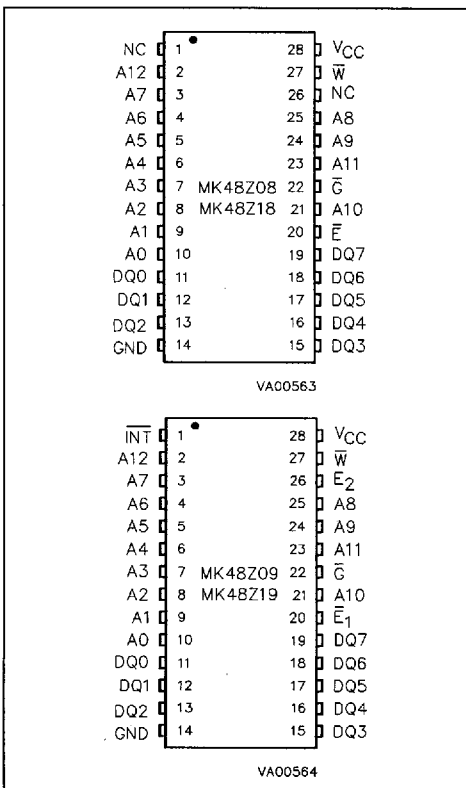 NC 1 28 V̅CC
A12 2 27 W̅
A7 3 26 NC
A6 4 25 A8
A5 5 24 A9
A4 6 23 A11
A3 7 MK48Z08 22 G̅
A2 8 MK48Z18 21 A10
A1 9 20 E̅
A0 10 19 DQ7
DQ0 11 18 DQ6
DQ1 12 17 DQ5
DQ2 13 16 DQ4
GND 14 15 DQ3
VA00563
I̅N̅T̅ 1 28 VCC
A12 2 27 W̅
A7 3 26 E̅2
A6 4 25 A8
A5 5 24 A9
A4 6 23 A11
A3 7 MK48Z09 22 G̅
A2 8 MK48Z19 21 A10
A1 9 20 E̅1
A0 10 19 DQ7
DQ0 11 18 DQ6
DQ1 12 17 DQ5
DQ2 13 16 DQ4
GND 14 15 DQ3
VA00564